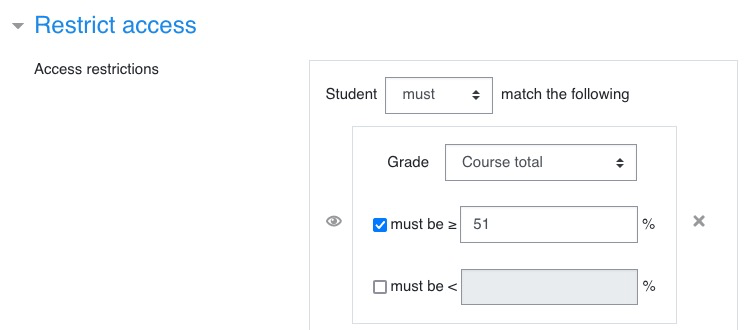 Restrict access
Access restrictions
Student must match the following
Grade Course total
must be ≥ 51 %
must be < %